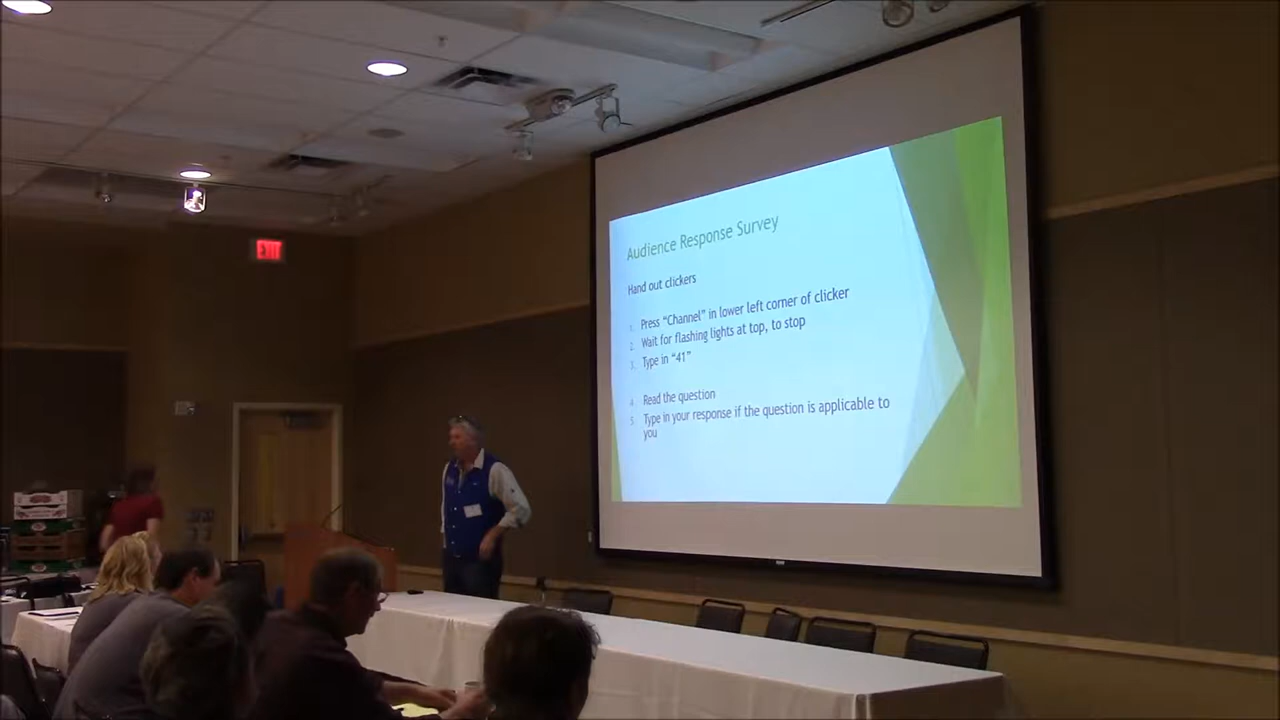 EXIT
Audience Response Survey
Hand out clickers
1. Press “Channel” in lower left corner of clicker
2. Wait for flashing lights at top, to stop
3. Type in “41”
4. Read the question
5. Type in your response if the question is applicable to
you